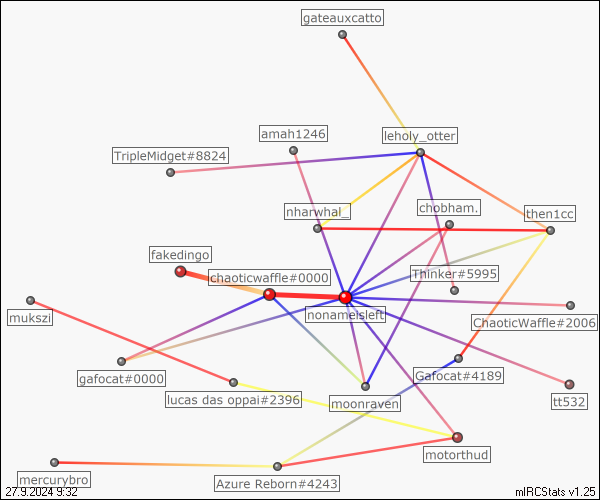 gateauxcatto
amah1246
leholy_otter
TripleMidget#8824
nharwhal_
chobham.
then1cc
fakedingo
chaoticwaffle#0000
Thinker#5995
nonameisleft
mukszi
ChaoticWaffle#2006
gafocat#0000
Gafocat#4189
lucas das oppai#2396
moonraven
tt532
motorthud
mercurybro
Azure Reborn#4243
27.9.2024 9:32
mIRCStats v1.25